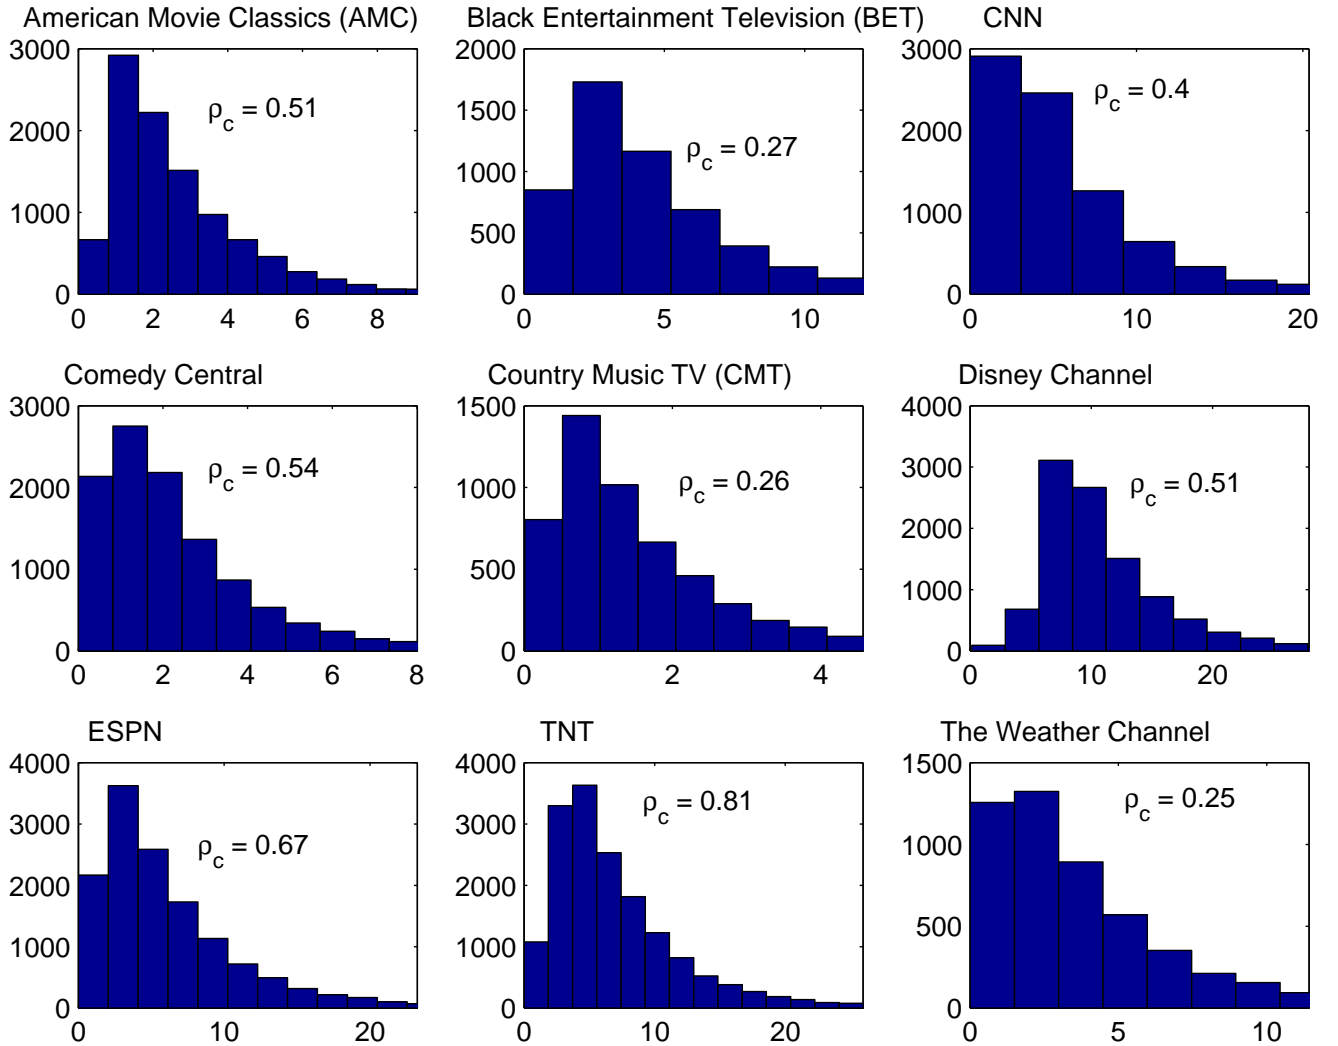 American Movie Classics (AMC)
3000
2000
1000
0
ρc = 0.51
0 2 4 6 8
Black Entertainment Television (BET)
2000
1500
1000
500
0
ρc = 0.27
0 5 10
CNN
3000
2000
1000
0
ρc = 0.4
0 10 20
Comedy Central
3000
2000
1000
0
ρc = 0.54
0 2 4 6 8
Country Music TV (CMT)
1500
1000
500
0
ρc = 0.26
0 2 4
Disney Channel
4000
3000
2000
1000
0
ρc = 0.51
0 10 20
ESPN
4000
3000
2000
1000
0
ρc = 0.67
0 10 20
TNT
4000
3000
2000
1000
0
ρc = 0.81
0 10 20
The Weather Channel
1500
1000
500
0
ρc = 0.25
0 5 10